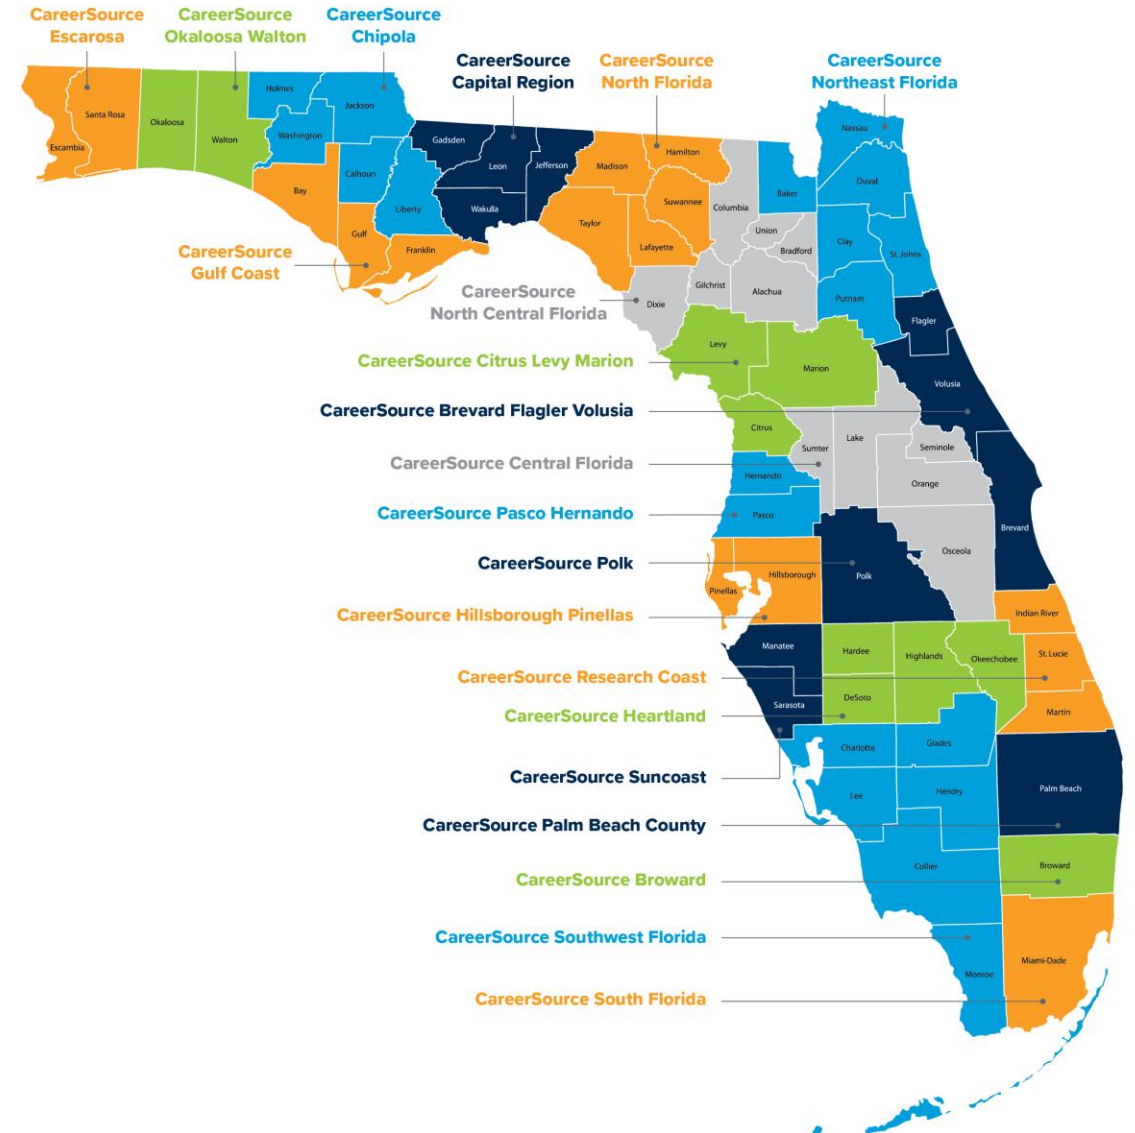 CareerSource
Escarosa
CareerSource
Okaloosa Walton
CareerSource
Chipola
CareerSource
Capital Region
CareerSource
North Florida
CareerSource
Northeast Florida
Escambia
Santa Rosa
Okaloosa
Walton
Holmes
Washington
Jackson
Bay
Calhoun
Gulf
Liberty
Franklin
Gadsden
Leon
Jefferson
Wakulla
Madison
Hamilton
Taylor
Suwannee
Lafayette
Columbia
Baker
Nassau
Duval
Union
Bradford
Clay
St. Johns
CareerSource
Gulf Coast
CareerSource
North Central Florida
Dixie
Gilchrist
Alachua
Putnam
Flagler
CareerSource Citrus Levy Marion
Levy
Marion
Volusia
CareerSource Brevard Flagler Volusia
Citrus
Sumter
Lake
Seminole
CareerSource Central Florida
Hernando
Orange
CareerSource Pasco Hernando
Pasco
Brevard
Osceola
CareerSource Polk
Pinellas
Hillsborough
Polk
CareerSource Hillsborough Pinellas
Indian River
Manatee
Hardee
Highlands
Okeechobee
St. Lucie
CareerSource Research Coast
Sarasota
DeSoto
Martin
CareerSource Heartland
Charlotte
Glades
CareerSource Suncoast
Lee
Hendry
Palm Beach
CareerSource Palm Beach County
Collier
Broward
CareerSource Broward
CareerSource Southwest Florida
Monroe
Miami-Dade
CareerSource South Florida